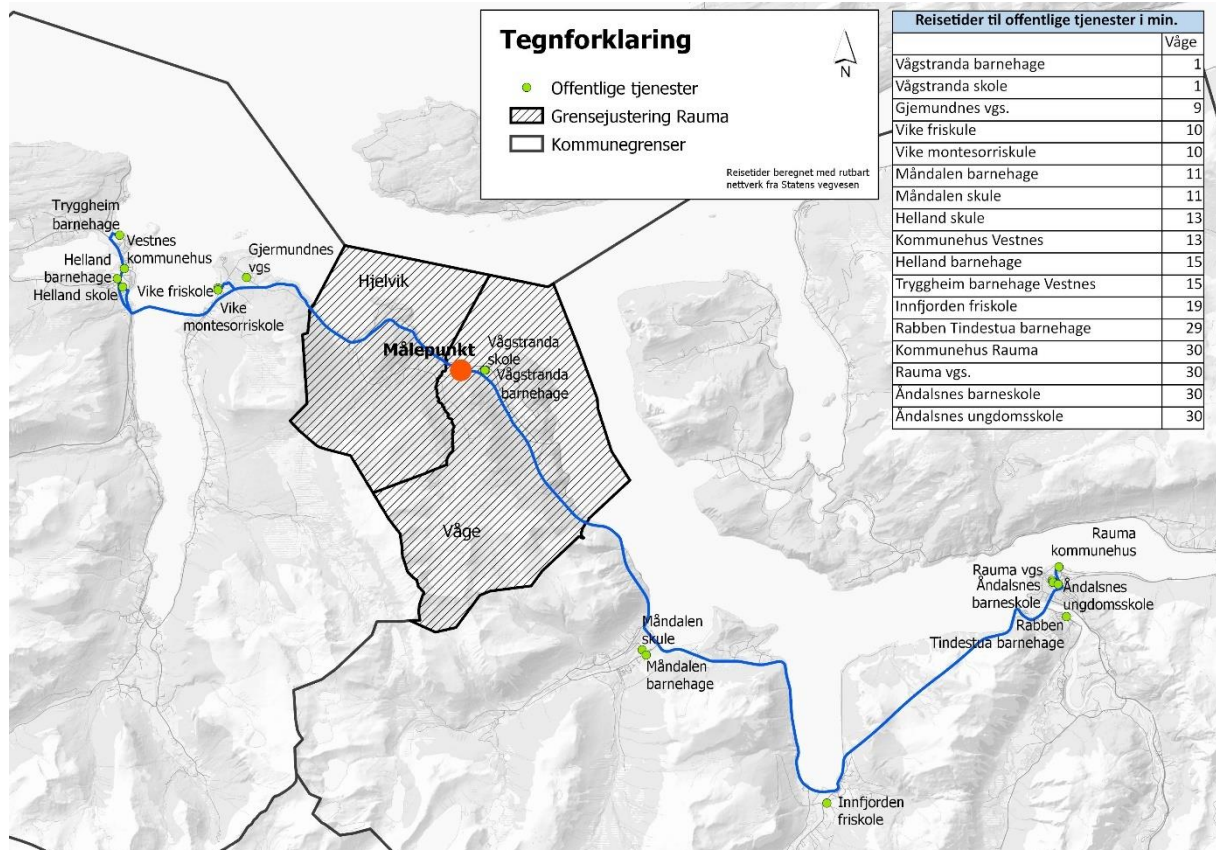 Tegnforklaring
N
Offentlige tjenester
Grensejustering Rauma
Kommunegrenser
Reisetider beregnet med rutbart
nettverk fra Statens vegvesen
Reisetider til offentlige tjenester i min.
Våge
Vågstranda barnehage 1
Vågstranda skole 1
Gjemundnes vgs. 9
Vike friskule 10
Vike montesorriskule 10
Måndalen barnehage 11
Måndalen skule 11
Helland skule 13
Kommunehus Vestnes 13
Helland barnehage 15
Tryggheim barnehage Vestnes 15
Innfjorden friskole 19
Rabben Tindestua barnehage 29
Kommunehus Rauma 30
Rauma vgs. 30
Åndalsnes barneskole 30
Åndalsnes ungdomsskole 30
Tryggheim
barnehage
Vestnes
kommunehus
Helland
barnehage
Helland skole
Vike friskole
Vike
montesorriskole
Gjermundnes
vgs
Hjelvik
Målepunkt
Vågstranda
skole
Vågstranda
barnehage
Våge
Måndalen
skule
Måndalen
barnehage
Innfjorden
friskole
Rauma
kommunehus
Rauma vgs
Åndalsnes
barneskole
Åndalsnes
ungdomsskole
Rabben
Tindestua barnehage